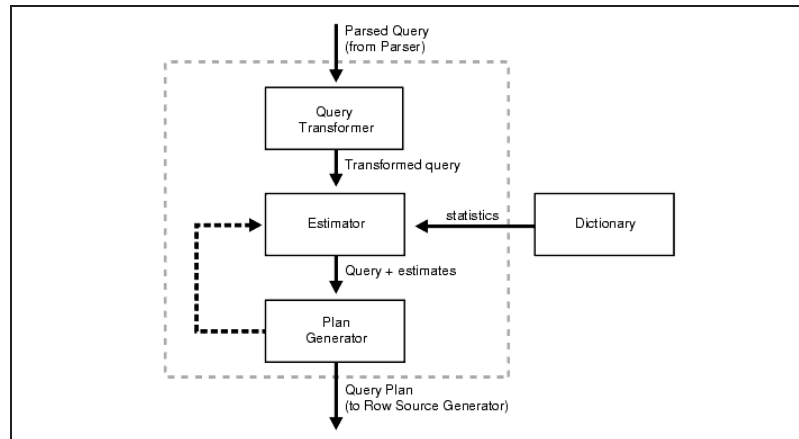 Parsed Query
(from Parser)
Query
Transformer
Transformed query
Estimator
statistics
Dictionary
Query + estimates
Plan
Generator
Query Plan
(to Row Source Generator)